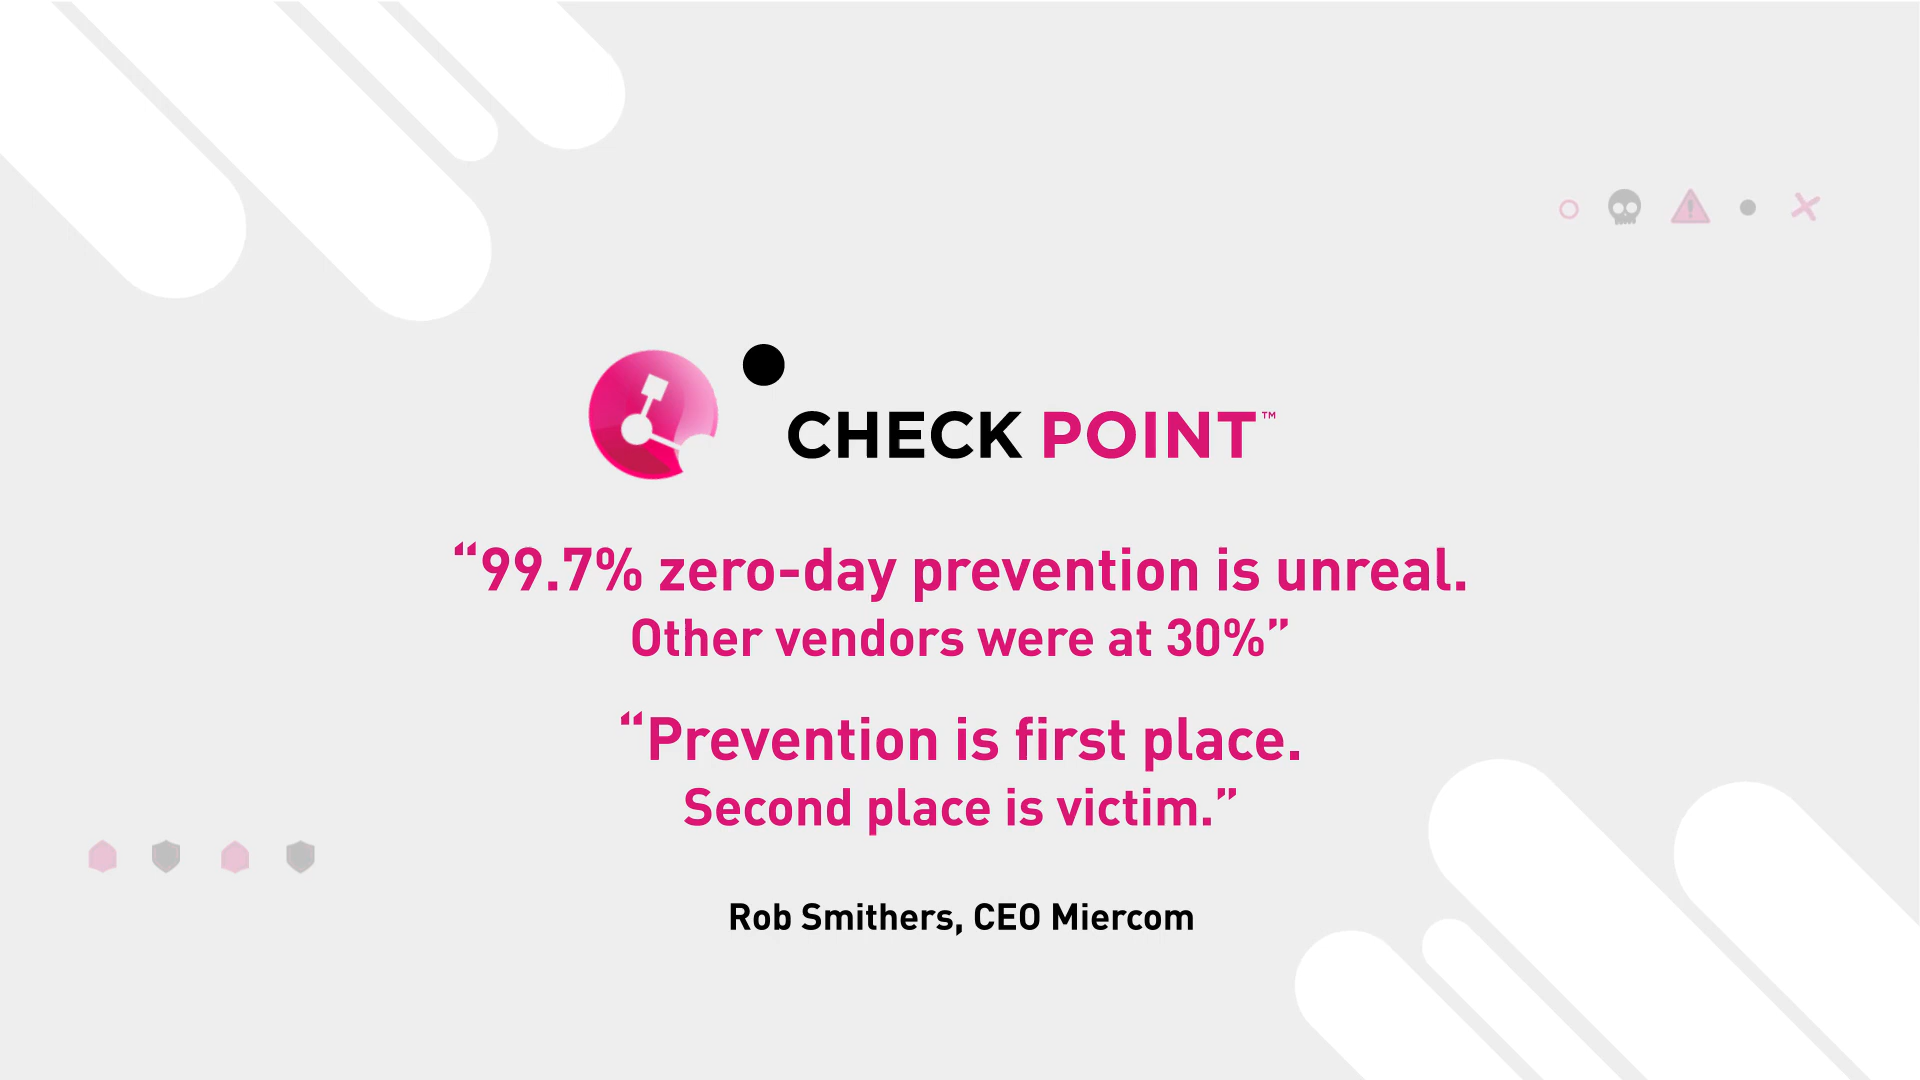 CHECK POINT™
“99.7% zero-day prevention is unreal.
Other vendors were at 30%”
“Prevention is first place.
Second place is victim.”
Rob Smithers, CEO Miercom